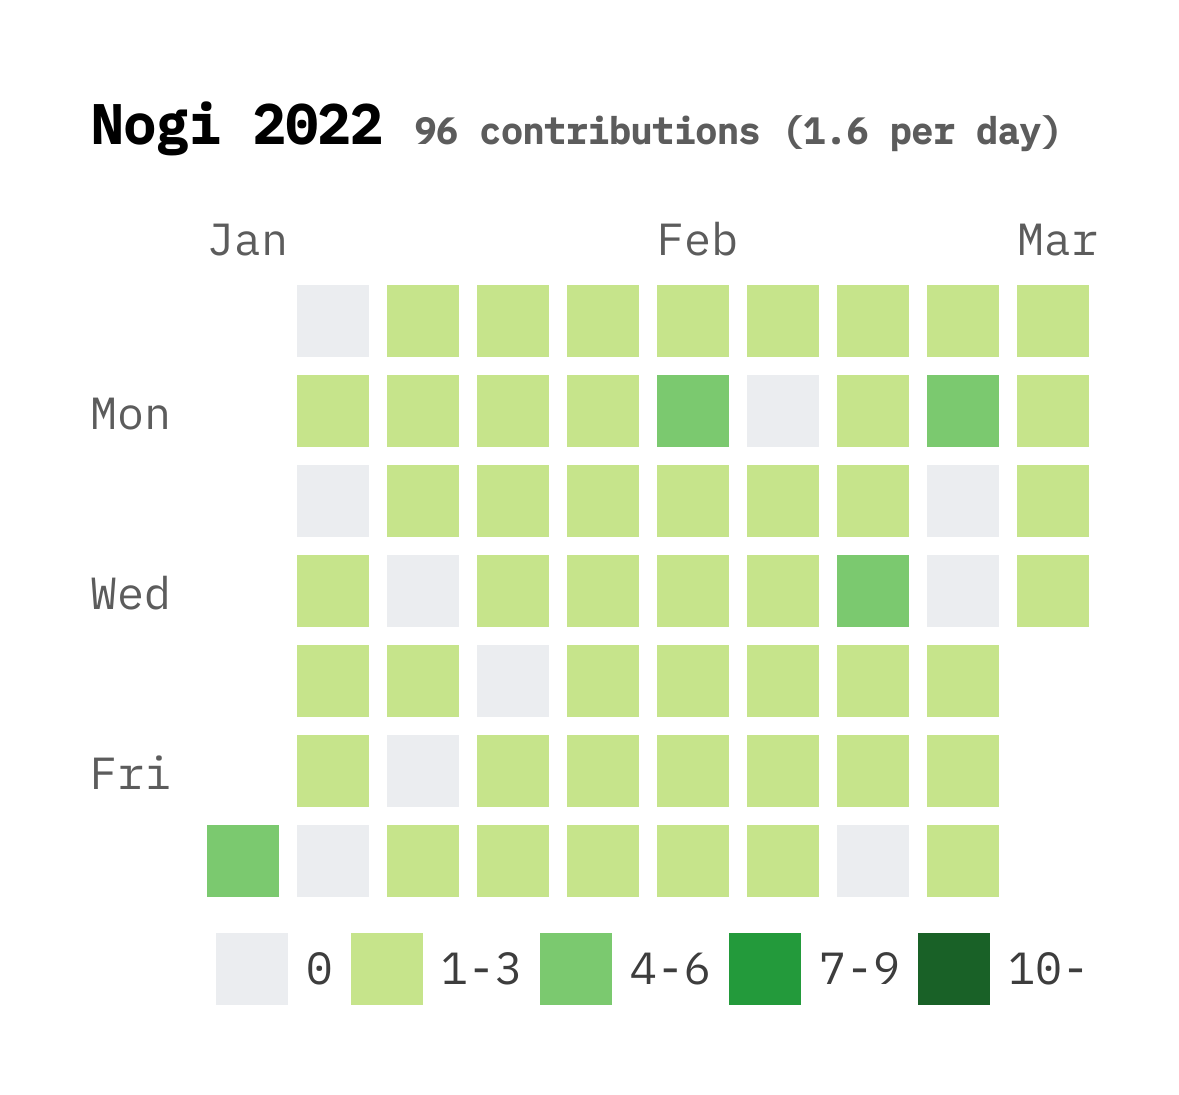 Nogi 2022 96 contributions (1.6 per day)
Jan Feb Mar
Mon
Wed
Fri
0 1-3 4-6 7-9 10-